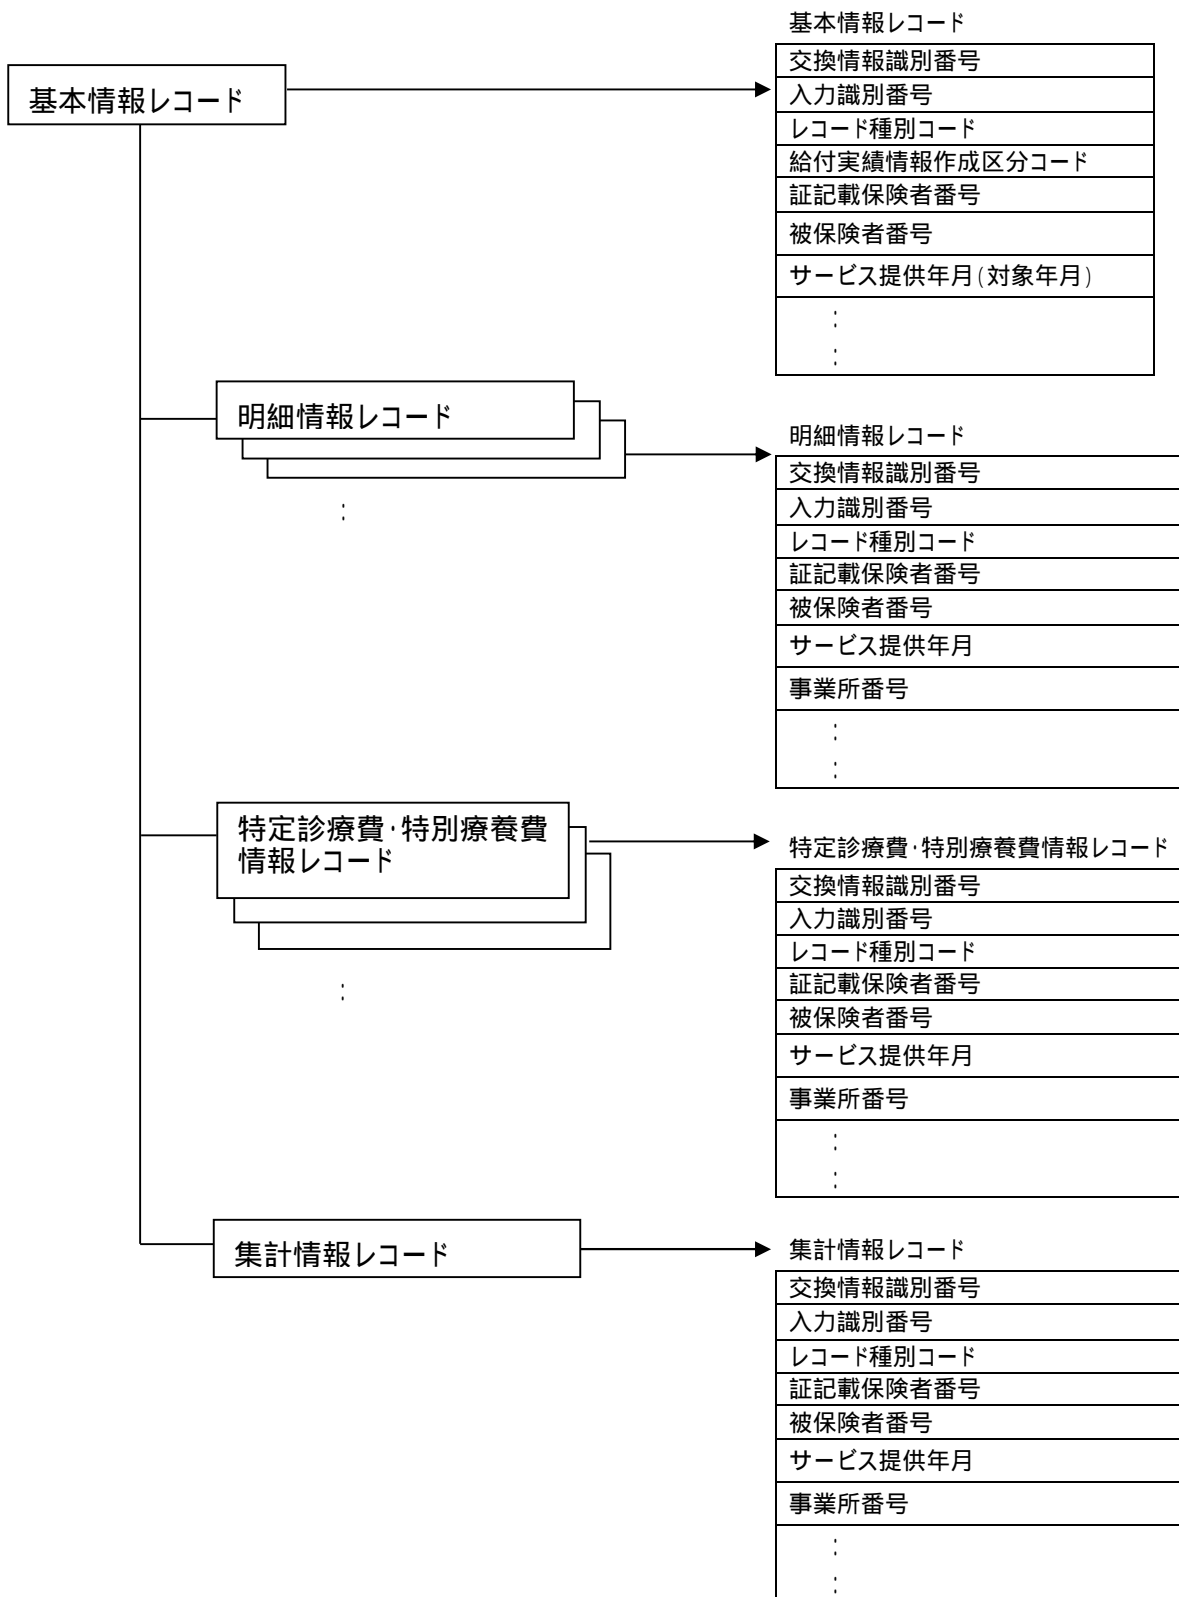 基本情報レコード
基本情報レコード
交換情報識別番号
入力識別番号
レコード種別コード
給付実績情報作成区分コード
証記載保険者番号
被保険者番号
サービス提供年月(対象年月)
:
:
明細情報レコード
:
明細情報レコード
交換情報識別番号
入力識別番号
レコード種別コード
証記載保険者番号
被保険者番号
サービス提供年月
事業所番号
:
:
特定診療費・特別療養費
情報レコード
:
特定診療費・特別療養費情報レコード
交換情報識別番号
入力識別番号
レコード種別コード
証記載保険者番号
被保険者番号
サービス提供年月
事業所番号
:
:
集計情報レコード
集計情報レコード
交換情報識別番号
入力識別番号
レコード種別コード
証記載保険者番号
被保険者番号
サービス提供年月
事業所番号
:
: